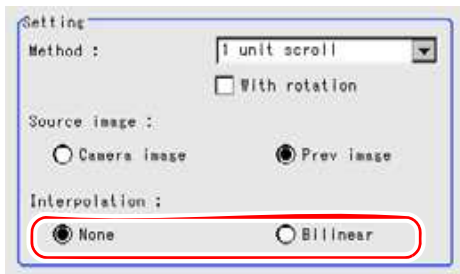 Setting
Method :
1 unit scroll
With rotation
Source image :
Camera image
Prev image
Interpolation :
None
Bilinear